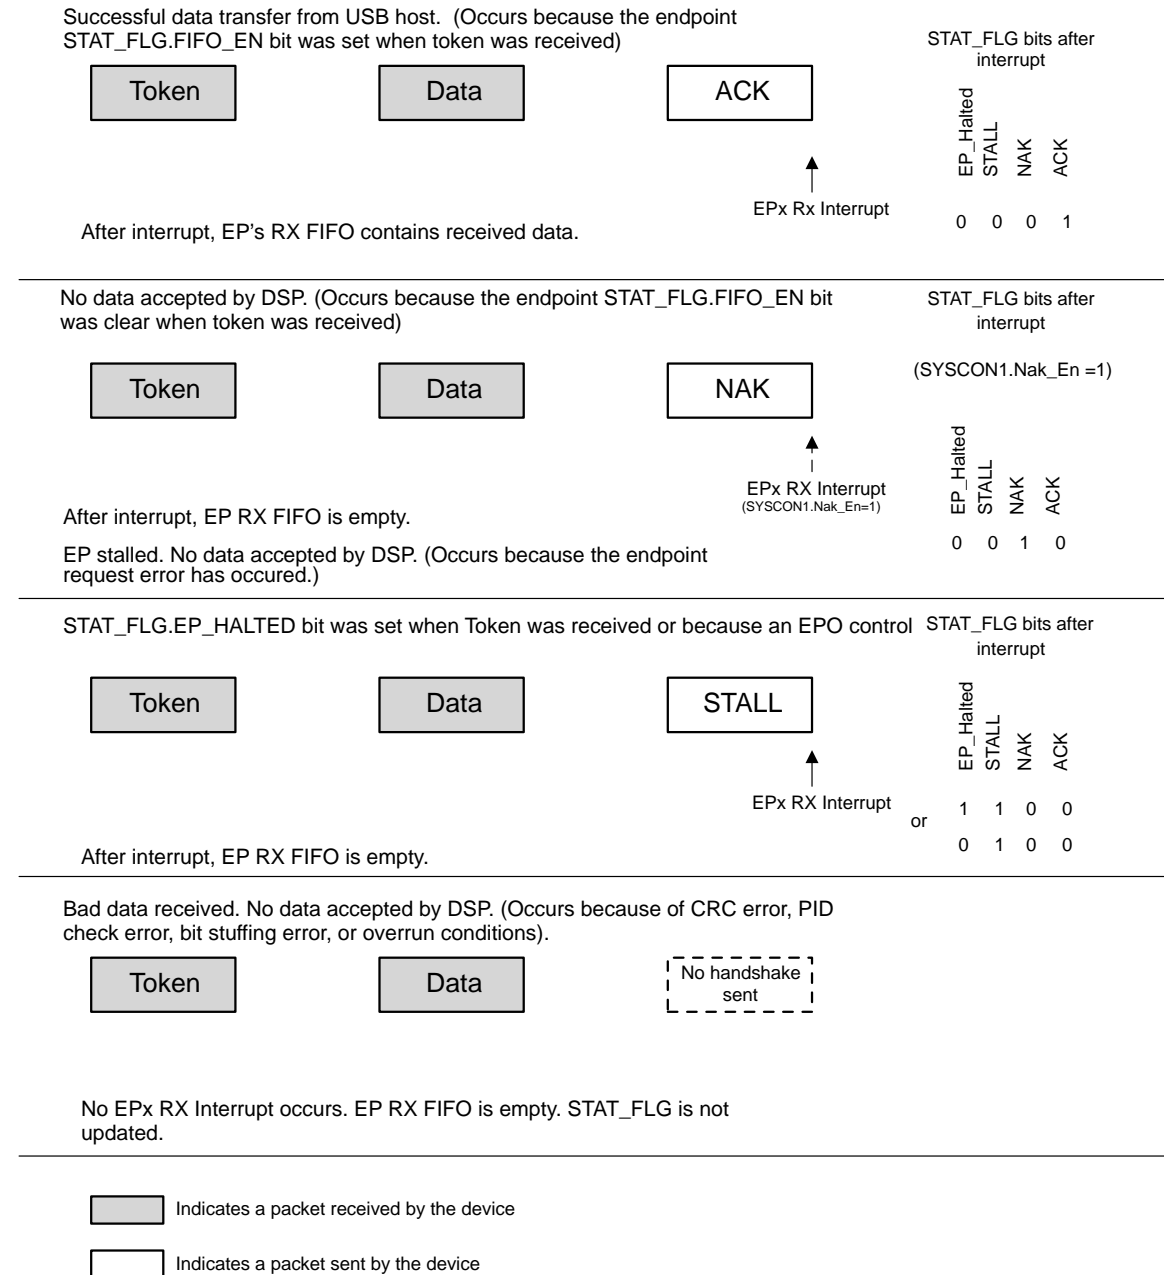 Successful data transfer from USB host. (Occurs because the endpoint
STAT_FLG.FIFO_EN bit was set when token was received)
STAT_FLG bits after
interrupt
Token
Data
ACK
EP_Halted
STALL
NAK
ACK
EPx Rx Interrupt
0 0 0 1
After interrupt, EP's RX FIFO contains received data.
No data accepted by DSP. (Occurs because the endpoint STAT_FLG.FIFO_EN bit
was clear when token was received)
STAT_FLG bits after
interrupt
(SYSCON1.Nak_En =1)
Token
Data
NAK
EP_Halted
STALL
NAK
ACK
EPx RX Interrupt
(SYSCON1.Nak_En=1)
After interrupt, EP RX FIFO is empty.
0 0 1 0
EP stalled. No data accepted by DSP. (Occurs because the endpoint
request error has occured.)
STAT_FLG.EP_HALTED bit was set when Token was received or because an EPO control
STAT_FLG bits after
interrupt
Token
Data
STALL
EP_Halted
STALL
NAK
ACK
EPx RX Interrupt
1 1 0 0
or
0 1 0 0
After interrupt, EP RX FIFO is empty.
Bad data received. No data accepted by DSP. (Occurs because of CRC error, PID
check error, bit stuffing error, or overrun conditions).
Token
Data
No handshake
sent
No EPx RX Interrupt occurs. EP RX FIFO is empty. STAT_FLG is not
updated.
Indicates a packet received by the device
Indicates a packet sent by the device